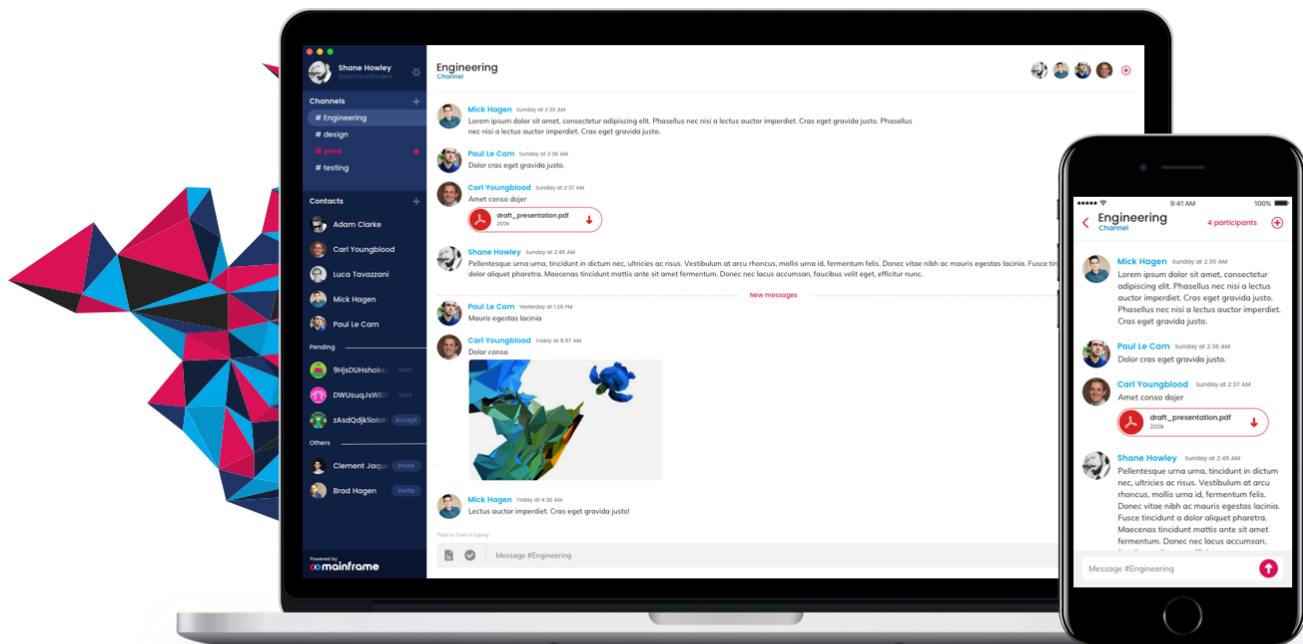 Shane Howley
Channels +
# Engineering
# design
# prod
# testing
Contacts +
Adam Clarke
Carl Youngblood
Luca Tavazzani
Mick Hagen
Paul Le Cam
Pending
Sent
Sent
Accept
Others
Clement Jaqu
Invite
Brad Hagen
Invite
Powered by
mainframe
Engineering
Channel
Mick Hagen Sunday at 2:30 AM
Lorem ipsum dolor sit amet, consectetur adipiscing elit. Phasellus nec nisi a lectus auctor imperdiet. Cras eget gravida justo. Phasellus
nec nisi a lectus auctor imperdiet. Cras eget gravida justo.
Paul Le Cam Sunday at 2:36 AM
Dolor cras eget gravida justo.
Carl Youngblood Sunday at 2:37 AM
Amet conso dojer
draft_presentation.pdf
200k
Shane Howley Sunday at 2:45 AM
Pellentesque urna urna, tincidunt in dictum nec, ultricies ac risus. Vestibulum at arcu rhoncus, mollis urna id, fermentum felis. Donec vitae nibh ac mauris egestas lacinia. Fusce tin
dolor aliquet pharetra. Maecenas tincidunt mattis ante sit amet fermentum. Donec nec lacus accumsan, faucibus velit eget, efficitur nunc.
New messages
Paul Le Cam Yesterday at 1:26 PM
Mauris egestas lacinia
Carl Youngblood Today at 8:57 AM
Dolor conso
Mick Hagen Today at 4:30 AM
Lectus auctor imperdiet. Cras eget gravida justo!
Paul Le Cam is typing
Message #Engineering
9:41 AM
100%
Engineering
Channel
4 participants
Mick Hagen Sunday at 2:30 AM
Lorem ipsum dolor sit amet, consectetur
adipiscing elit. Phasellus nec nisi a lectus
auctor imperdiet. Cras eget gravida justo.
Phasellus nec nisi a lectus auctor imperdiet.
Cras eget gravida justo.
Paul Le Cam Sunday at 2:36 AM
Dolor cras eget gravida justo.
Carl Youngblood Sunday at 2:37 AM
Amet conso dojer
draft_presentation.pdf
200k
Shane Howley Sunday at 2:45 AM
Pellentesque urna urna, tincidunt in dictum
nec, ultricies ac risus. Vestibulum at arcu
rhoncus, mollis urna id, fermentum felis.
Donec vitae nibh ac mauris egestas lacinia.
Fusce tincidunt a dolor aliquet pharetra.
Maecenas tincidunt mattis ante sit amet
fermentum. Donec nec lacus accumsan,
Message #Engineering